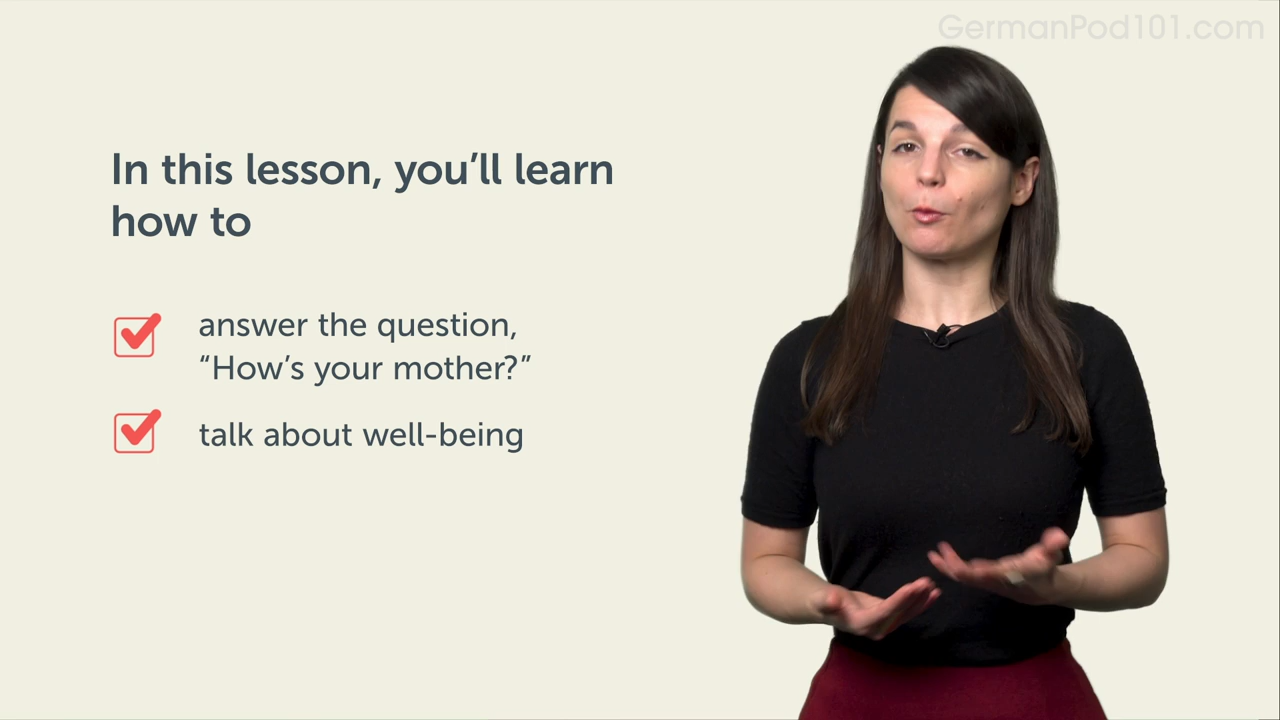 GermanPod101.com
In this lesson, you’ll learn
how to
answer the question,
“How’s your mother?”
talk about well-being